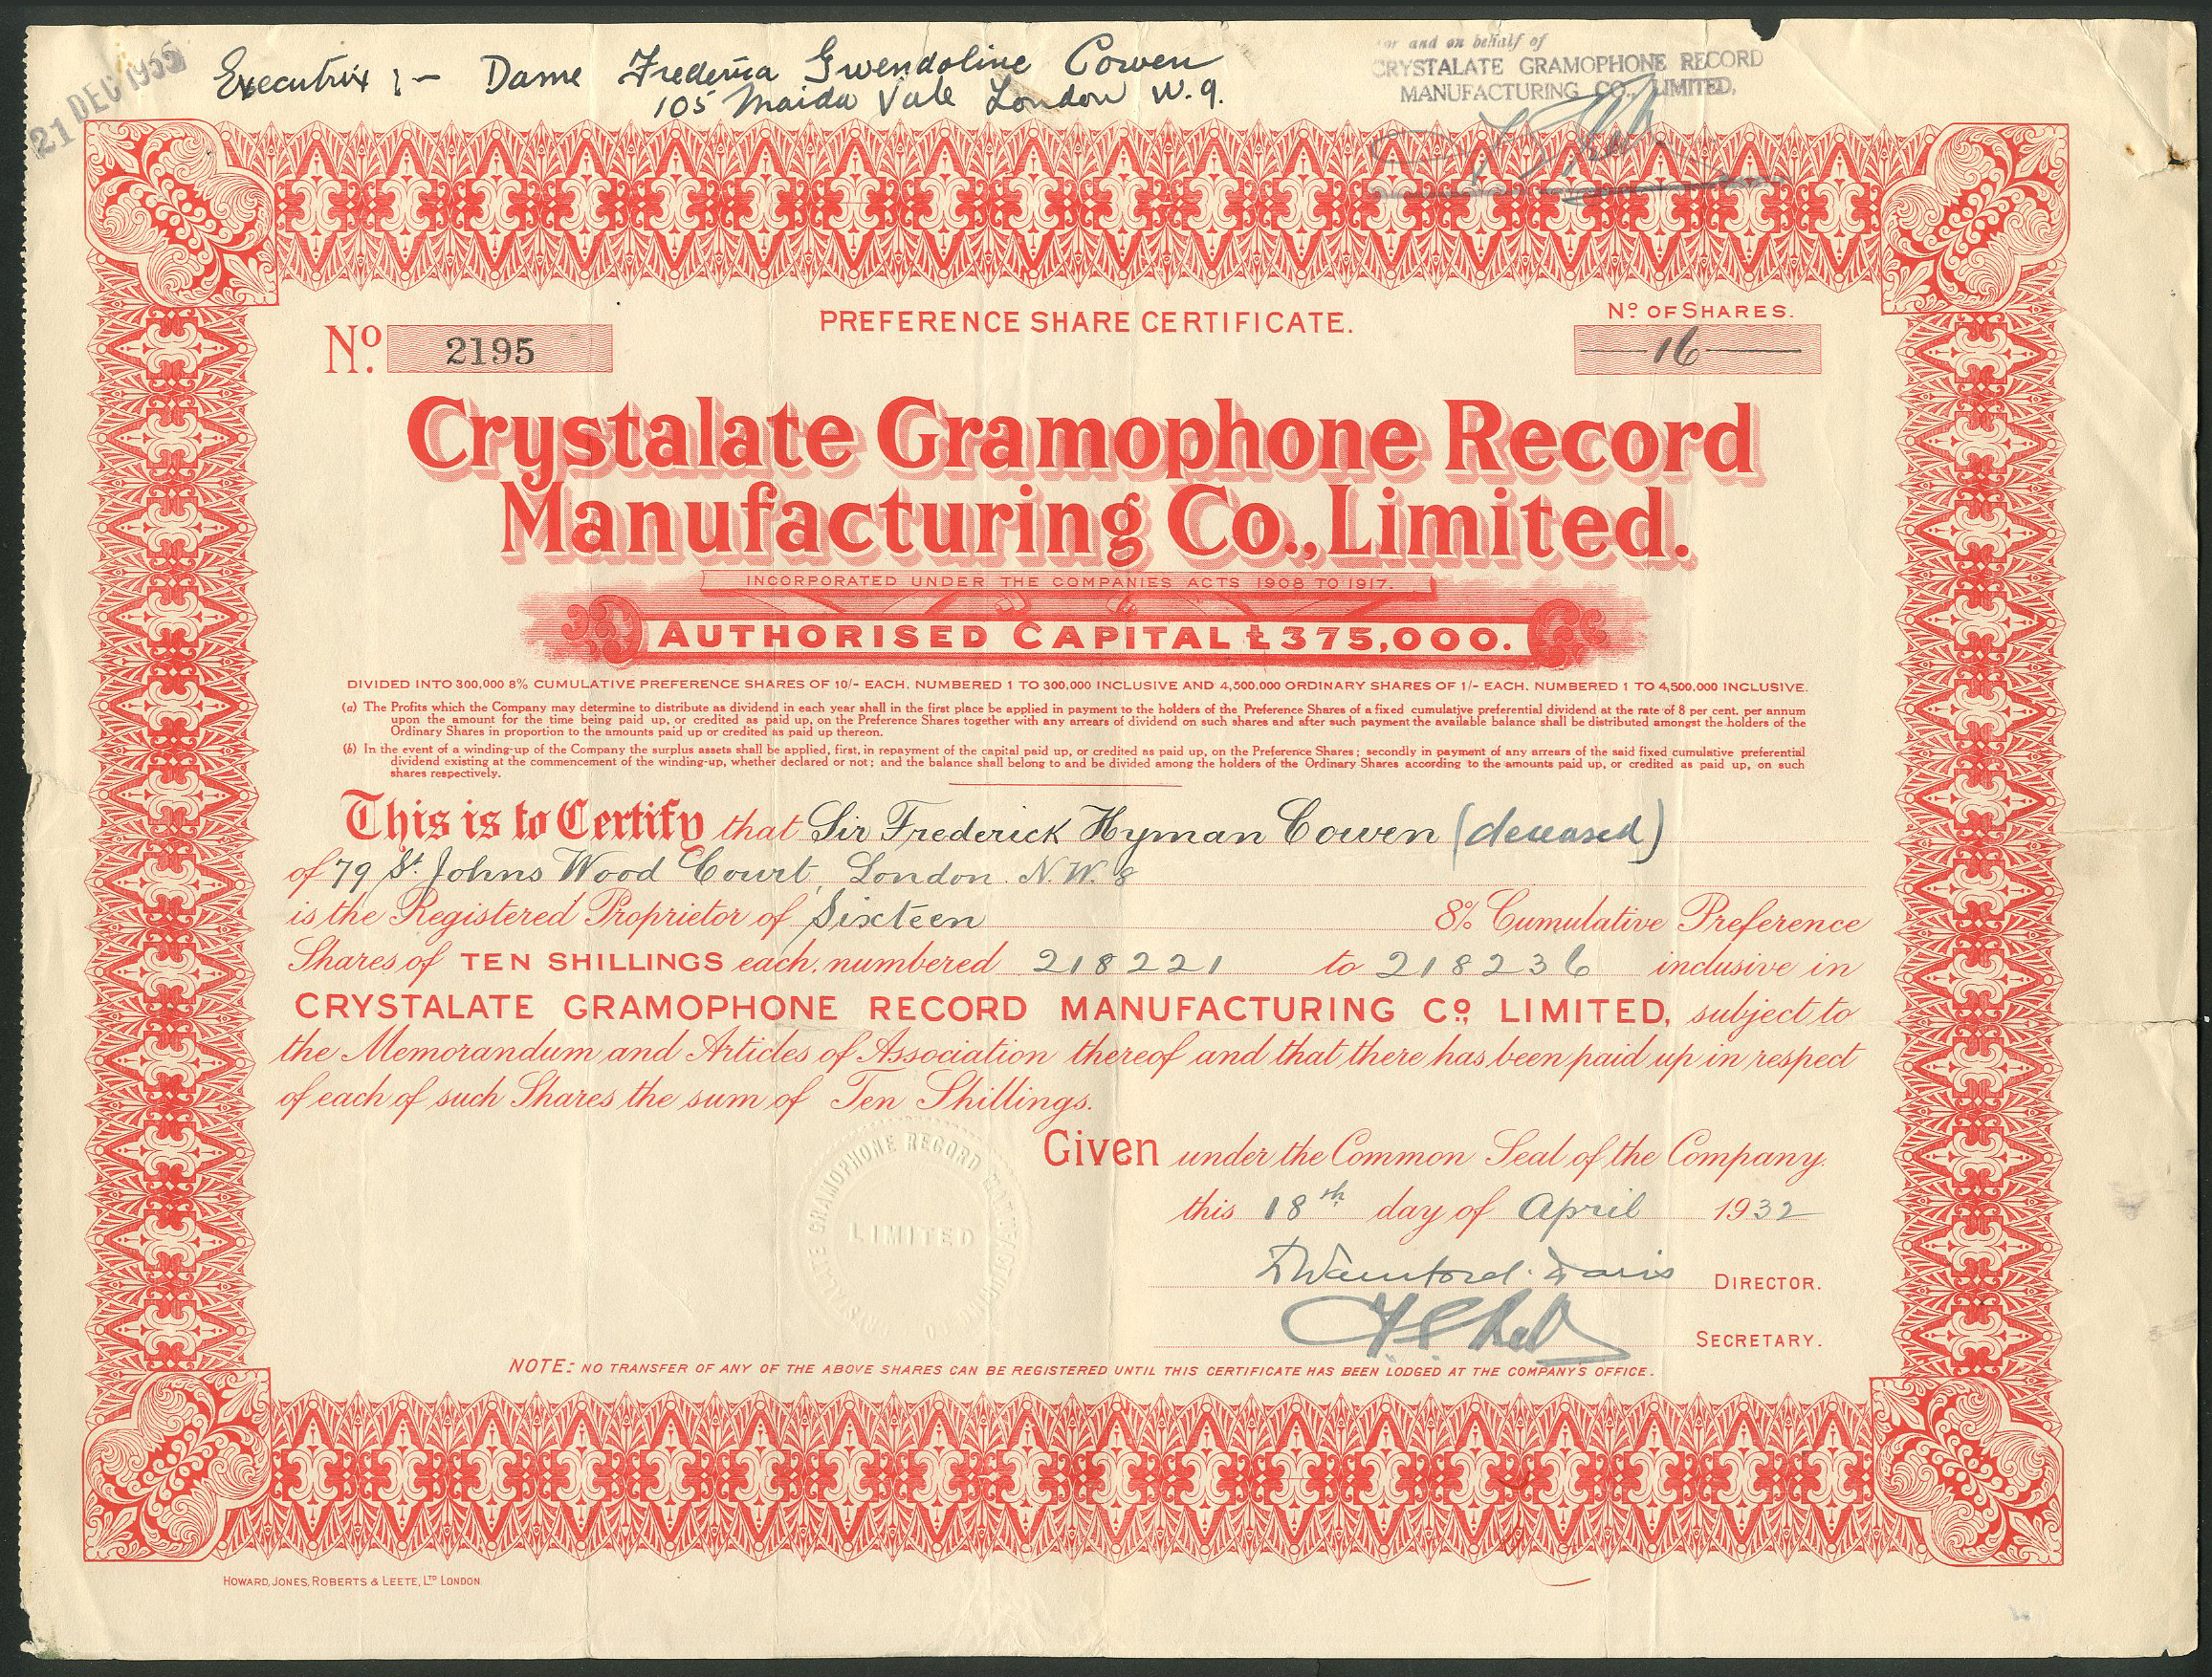 21 DEC 1935
Executrix :- Dame Frederica Gwendoline Cowen
105 Maida Vale London W.9.
for and on behalf of
CRYSTALATE GRAMOPHONE RECORD
MANUFACTURING CO., LIMITED,
PREFERENCE SHARE CERTIFICATE.
No. 2195
No OF SHARES.
16
Crystalate Gramophone Record
Manufacturing Co., Limited.
INCORPORATED UNDER THE COMPANIES ACTS 1908 TO 1917.
AUTHORISED CAPITAL £375,000.
DIVIDED INTO 300,000 8% CUMULATIVE PREFERENCE SHARES OF 10/- EACH. NUMBERED 1 TO 300,000 INCLUSIVE AND 4,500,000 ORDINARY SHARES OF 1/- EACH. NUMBERED 1 TO 4,500,000 INCLUSIVE.
(a) The Profits which the Company may determine to distribute as dividend in each year shall in the first place be applied in payment to the holders of the Preference Shares of a fixed cumulative preferential dividend at the rate of 8 per cent. per annum
upon the amount for the time being paid up, or credited as paid up, on the Preference Shares together with any arrears of dividend on such shares and after such payment the available balance shall be distributed amongst the holders of the
Ordinary Shares in proportion to the amounts paid up or credited as paid up thereon.
(b) In the event of a winding-up of the Company the surplus assets shall be applied, first, in repayment of the capital paid up, or credited as paid up, on the Preference Shares; secondly in payment of any arrears of the said fixed cumulative preferential
dividend existing at the commencement of the winding-up, whether declared or not; and the balance shall belong to and be divided among the holders of the Ordinary Shares according to the amounts paid up, or credited as paid up, on such
shares respectively.
This is to Certify that Sir Frederick Hyman Cowen (deceased)
of 79 St. Johns Wood Court, London. N.W. 8
is the Registered Proprietor of Sixteen 8% Cumulative Preference
Shares of TEN SHILLINGS each, numbered 218221 to 218236 inclusive in
CRYSTALATE GRAMOPHONE RECORD MANUFACTURING Co., LIMITED, subject to
the Memorandum and Articles of Association thereof and that there has been paid up in respect
of each of such Shares the sum of Ten Shillings.
Given under the Common Seal of the Company.
this 18th day of April 1932
CRYSTALATE GRAMOPHONE RECORD MANUFACTURING CO
LIMITED
DIRECTOR.
SECRETARY.
NOTE:- NO TRANSFER OF ANY OF THE ABOVE SHARES CAN BE REGISTERED UNTIL THIS CERTIFICATE HAS BEEN LODGED AT THE COMPANY'S OFFICE.
HOWARD, JONES, ROBERTS & LEETE, LTD LONDON.